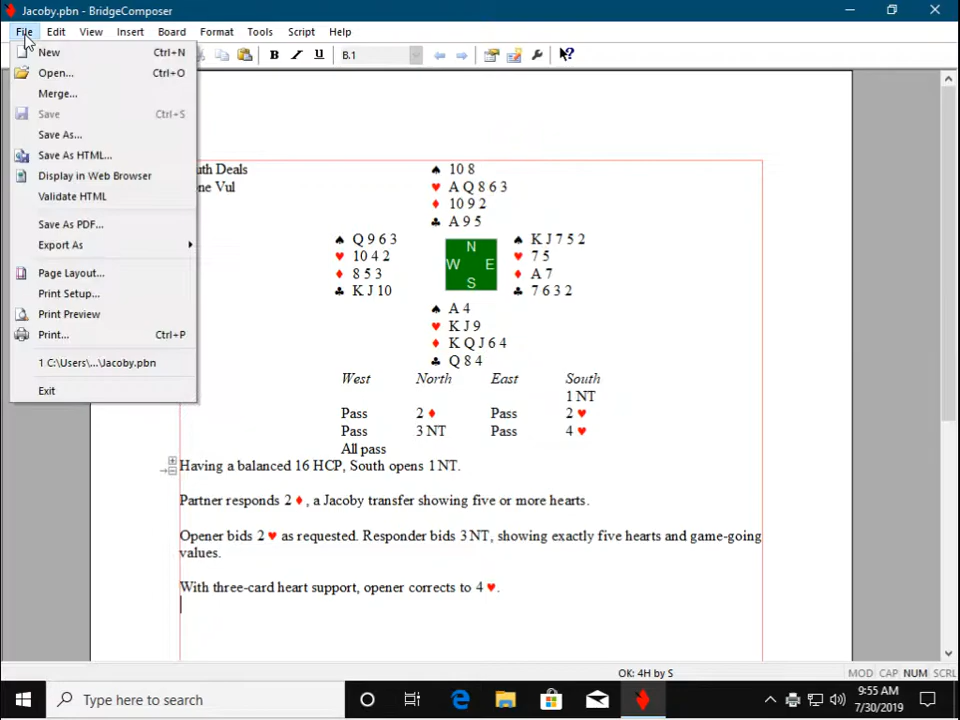 Jacoby.pbn - BridgeComposer
File Edit View Insert Board Format Tools Script Help
New Ctrl+N
Open... Ctrl+O
Merge...
Save Ctrl+S
Save As...
Save As HTML...
Display in Web Browser
Validate HTML
Save As PDF...
Export As
Page Layout...
Print Setup...
Print Preview
Print... Ctrl+P
1 C:\Users\...\Jacoby.pbn
Exit
B I U B.1
uth Deals
ne Vul
♠ 10 8
♥ A Q 8 6 3
♦ 10 9 2
♣ A 9 5
♠ Q 9 6 3
♥ 10 4 2
♦ 8 5 3
♣ K J 10
N
W E
S
♠ K J 7 5 2
♥ 7 5
♦ A 7
♣ 7 6 3 2
♠ A 4
♥ K J 9
♦ K Q J 6 4
♣ Q 8 4
West North East South
1 NT
Pass 2 ♦ Pass 2 ♥
Pass 3 NT Pass 4 ♥
All pass
Having a balanced 16 HCP, South opens 1 NT.
Partner responds 2 ♦ , a Jacoby transfer showing five or more hearts.
Opener bids 2 ♥ as requested. Responder bids 3 NT, showing exactly five hearts and game-going
values.
With three-card heart support, opener corrects to 4 ♥.
OK: 4H by S MOD CAP NUM SCRL
Type here to search
9:55 AM
7/30/2019